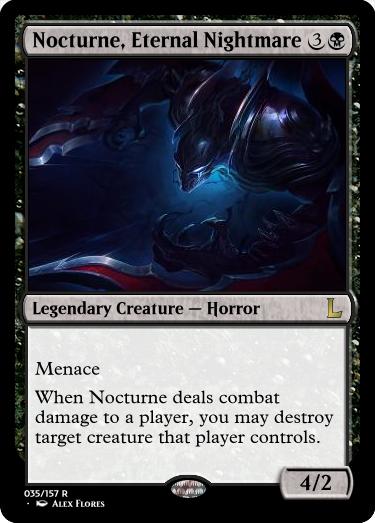 Nocturne, Eternal Nightmare 3
Legendary Creature — Horror L
Menace
When Nocturne deals combat
damage to a player, you may destroy
target creature that player controls.
4/2
035/157 R
· Alex Flores